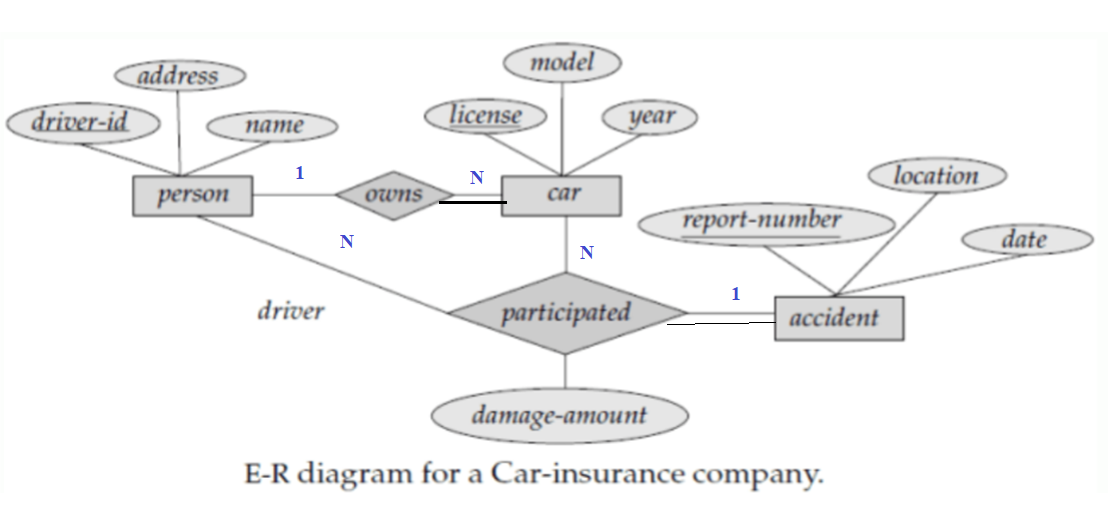 model
address
driver-id
name
license
year
1
N
person
owns
car
location
report-number
date
N
N
1
driver
participated
accident
damage-amount
E-R diagram for a Car-insurance company.